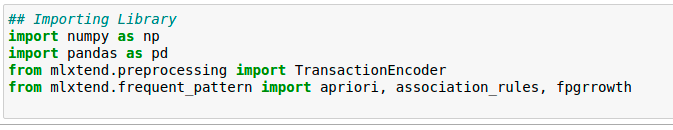 ## Importing Library
import numpy as np
import pandas as pd
from mlxtend.preprocessing import TransactionEncoder
from mlxtend.frequent_pattern import apriori, association_rules, fpgrrowth